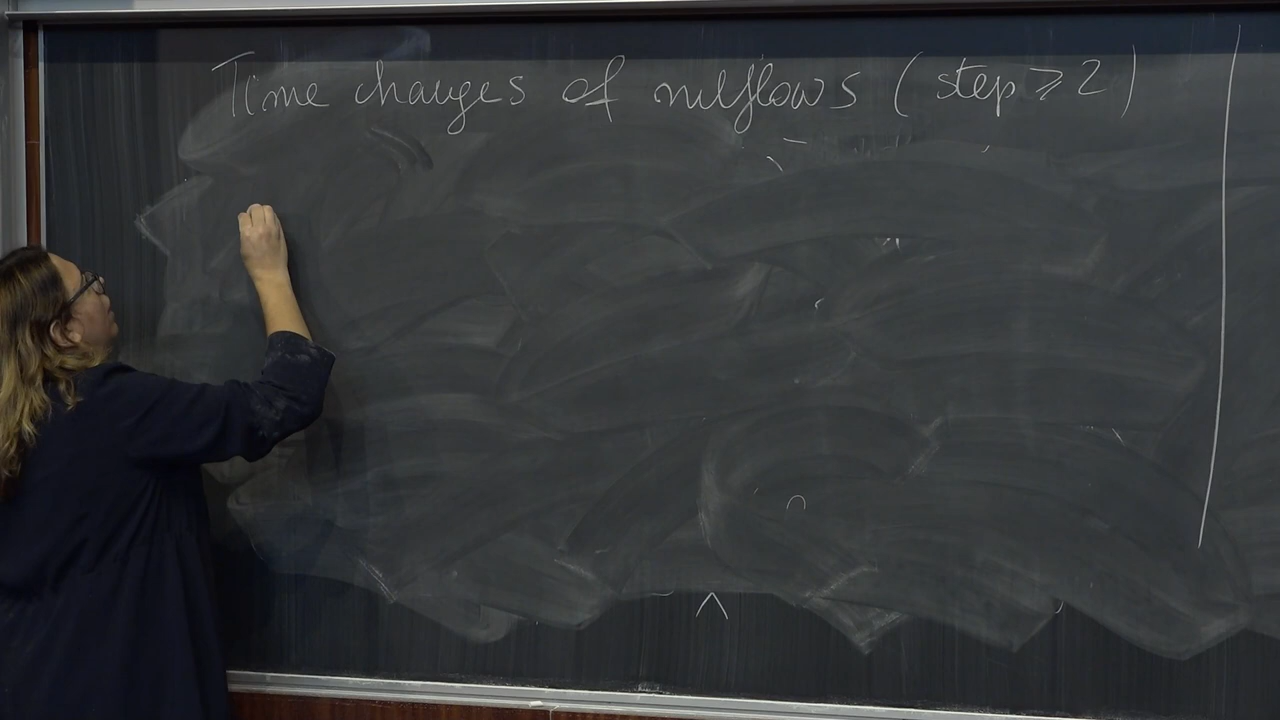 Time changes of nilflows (step ⩾ 2)